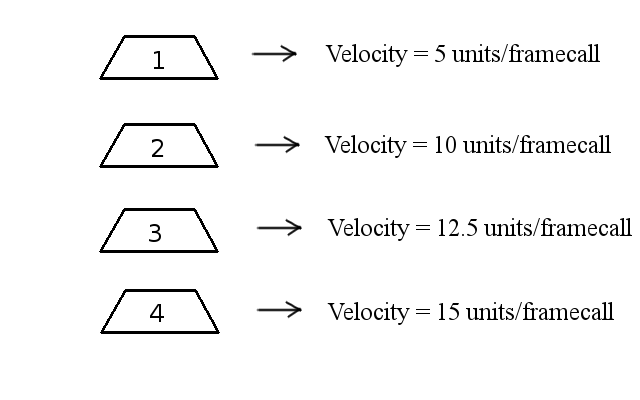 1 Velocity = 5 units/framecall
2 Velocity = 10 units/framecall
3 Velocity = 12.5 units/framecall
4 Velocity = 15 units/framecall